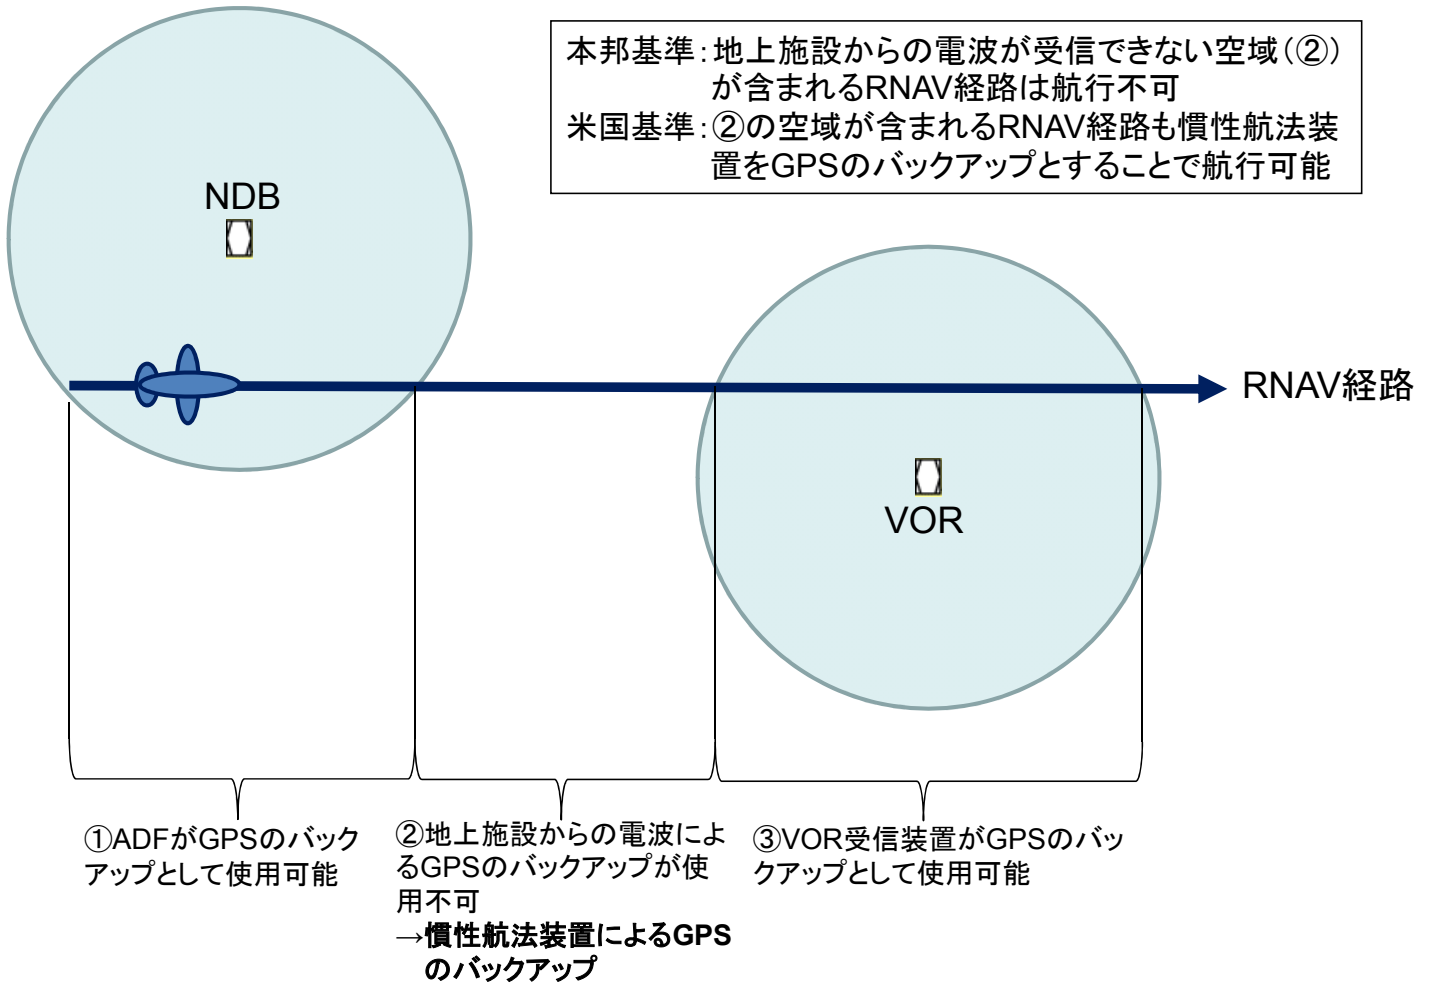 本邦基準:地上施設からの電波が受信できない空域(②)
が含まれるRNAV経路は航行不可
米国基準:②の空域が含まれるRNAV経路も慣性航法装
置をGPSのバックアップとすることで航行可能
NDB
RNAV経路
VOR
①ADFがGPSのバック
アップとして使用可能
②地上施設からの電波によ
るGPSのバックアップが使
用不可
→慣性航法装置によるGPS
のバックアップ
③VOR受信装置がGPSのバッ
クアップとして使用可能